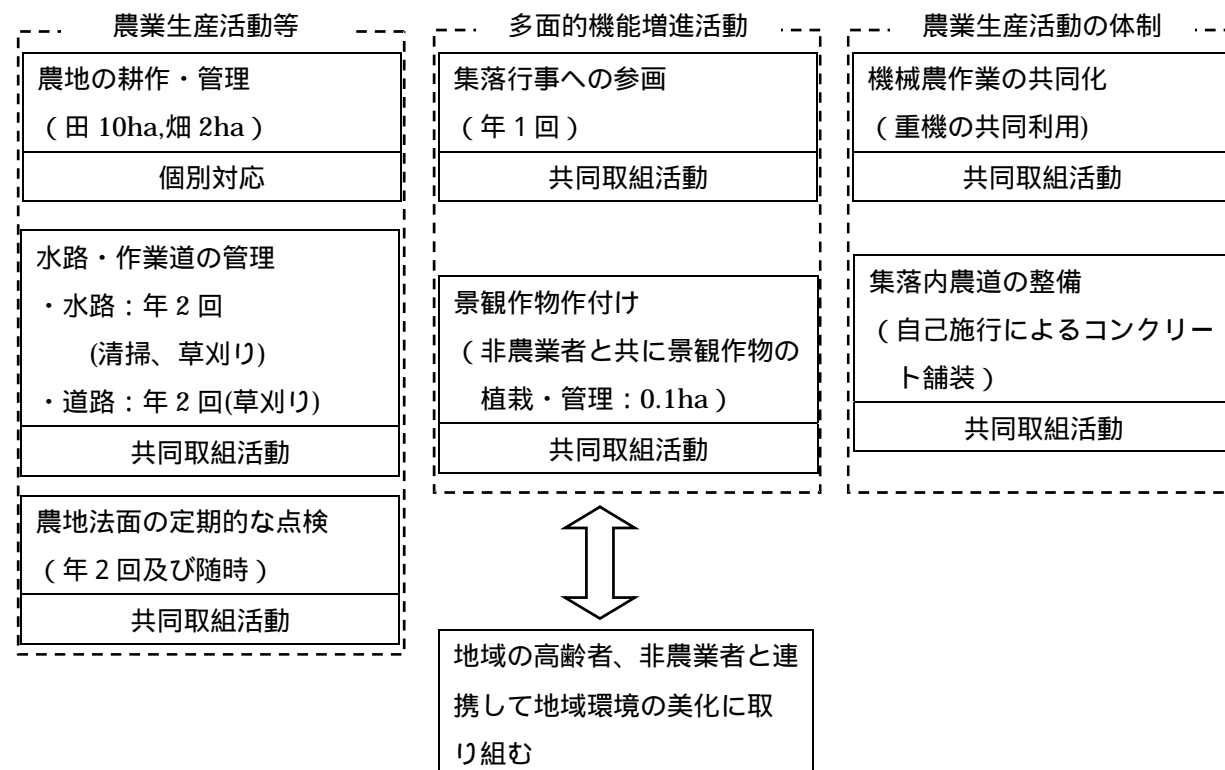 農業生産活動等
農地の耕作・管理
（田 10ha,畑 2ha）
個別対応
水路・作業道の管理
・水路：年 2 回
(清掃、草刈り)
・道路：年 2 回(草刈り)
共同取組活動
農地法面の定期的な点検
（年 2 回及び随時）
共同取組活動
多面的機能増進活動
集落行事への参画
（年 1 回）
共同取組活動
景観作物作付け
（非農業者と共に景観作物の
植栽・管理：0.1ha）
共同取組活動
地域の高齢者、非農業者と連
携して地域環境の美化に取
り組む
農業生産活動の体制
機械農作業の共同化
（重機の共同利用)
共同取組活動
集落内農道の整備
（自己施行によるコンクリー
ト舗装）
共同取組活動